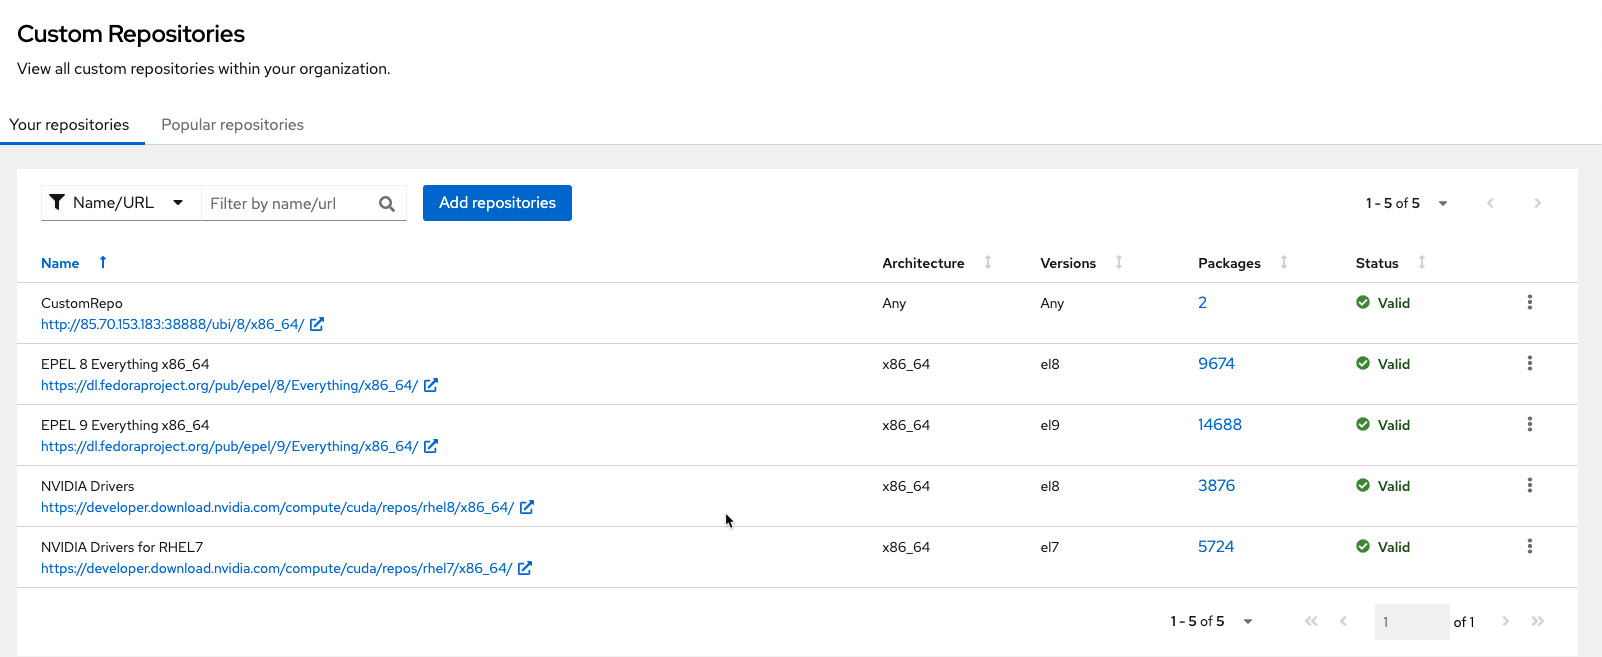 Custom Repositories
View all custom repositories within your organization.
Your repositories Popular repositories
Name/URL Filter by name/url Add repositories 1 - 5 of 5
Name Architecture Versions Packages Status
CustomRepo Any Any 2 Valid
http://85.70.153.183:38888/ubi/8/x86_64/
EPEL 8 Everything x86_64 x86_64 el8 9674 Valid
https://dl.fedoraproject.org/pub/epel/8/Everything/x86_64/
EPEL 9 Everything x86_64 x86_64 el9 14688 Valid
https://dl.fedoraproject.org/pub/epel/9/Everything/x86_64/
NVIDIA Drivers x86_64 el8 3876 Valid
https://developer.download.nvidia.com/compute/cuda/repos/rhel8/x86_64/
NVIDIA Drivers for RHEL7 x86_64 el7 5724 Valid
https://developer.download.nvidia.com/compute/cuda/repos/rhel7/x86_64/
1 - 5 of 5 1 of 1